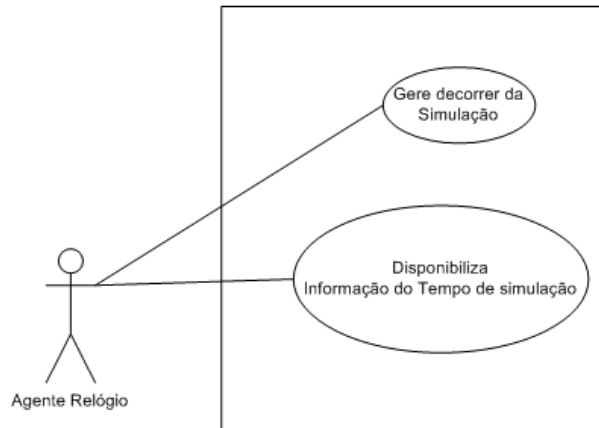 Gere decorrer da
Simulação
Disponibiliza
Informação do Tempo de simulação
Agente Relógio